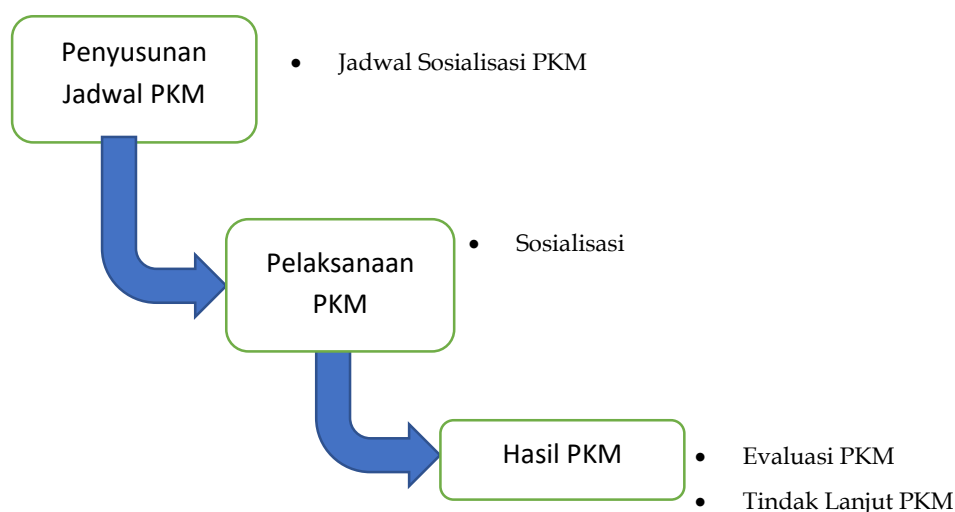 Penyusunan
Jadwal PKM
• Jadwal Sosialisasi PKM
Pelaksanaan
PKM
• Sosialisasi
Hasil PKM
• Evaluasi PKM
• Tindak Lanjut PKM